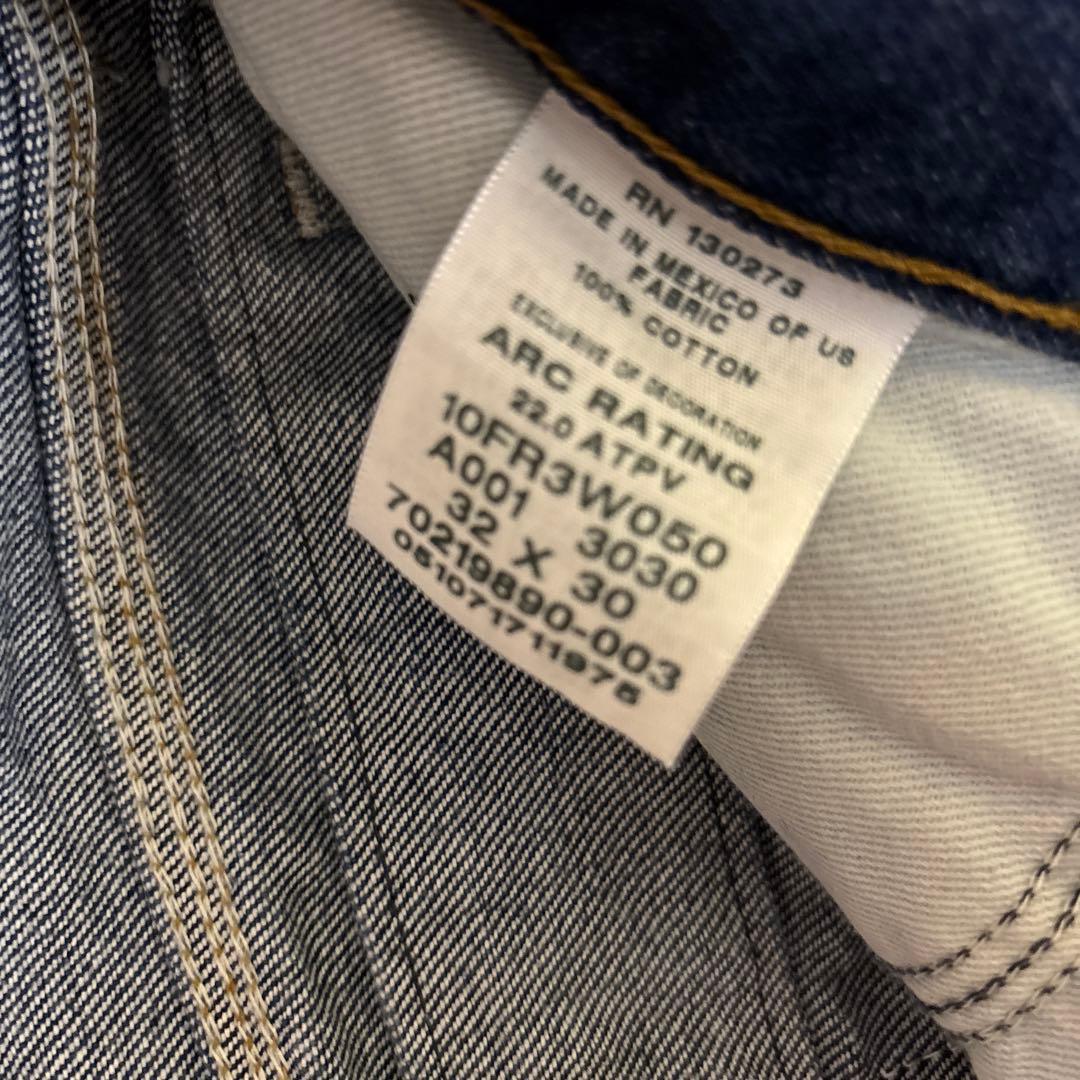 RN 130273
MADE IN MEXICO OF US
FABRIC
100% COTTON
EXCLUSIVE OF DECORATION
ARC RATING
22.0 ATPV
10FR3W050
A001 3030
32 X 30
70219890-003
051071711975